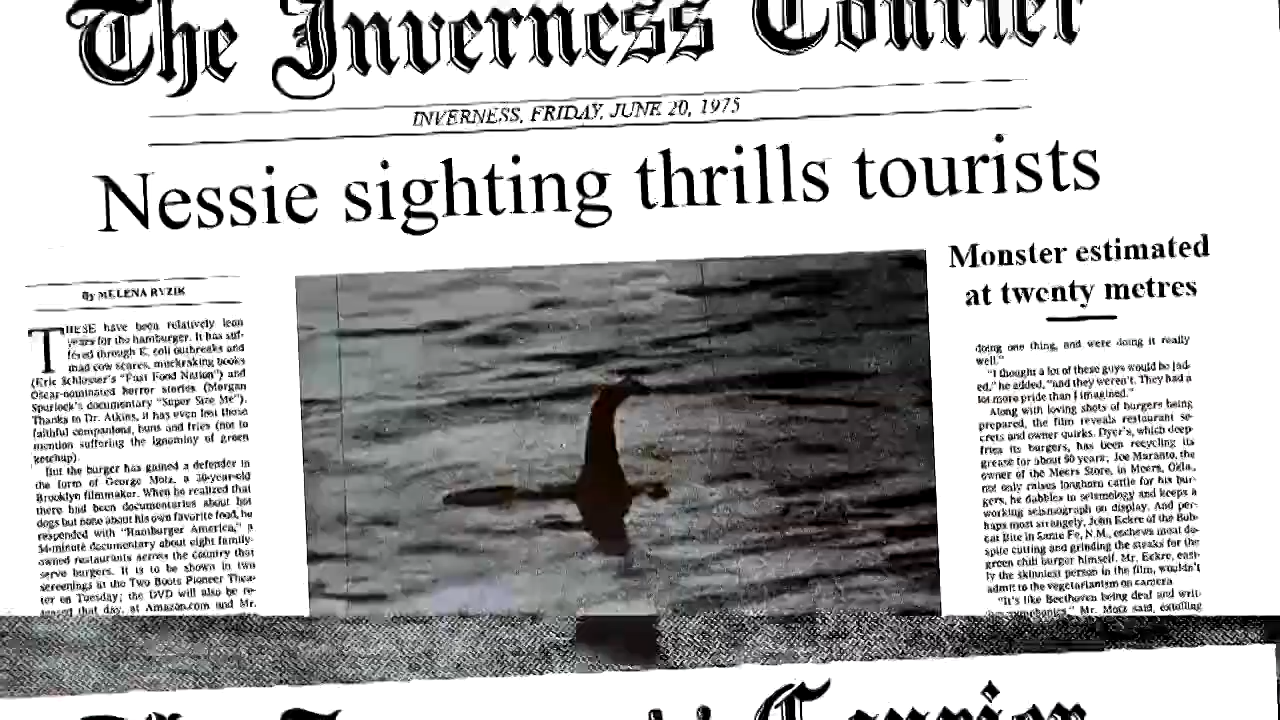 The Inverness Courier
INVERNESS, FRIDAY, JUNE 20, 1975
Nessie sighting thrills tourists
By MELENA RYZIK
THESE have been relatively lean
years for the hamburger. It has suf-
fered through E. coli outbreaks and
mad cow scares, muckraking books
(Eric Schlosser's "Fast Food Nation") and
Oscar-nominated horror stories (Morgan
Spurlock's documentary "Super Size Me").
Thanks to Dr. Atkins, it has even lost those
faithful companions, buns and fries (not to
mention suffering the ignominy of green
ketchup).
But the burger has gained a defender in
the form of George Motz, a 36-year-old
Brooklyn filmmaker. When he realized that
there had been documentaries about hot
dogs but none about his own favorite food, he
responded with "Hamburger America," a
54-minute documentary about eight family-
owned restaurants across the country that
serve burgers. It is to be shown in two
screenings at the Two Boots Pioneer Thea-
ter on Tuesday; the DVD will also be re-
leased that day, at Amazon.com and Mr.
Monster estimated
at twenty metres
doing one thing, and were doing it really
well."
"I thought a lot of these guys would be jad-
ed," he added, "and they weren't. They had a
lot more pride than I imagined."
Along with loving shots of burgers being
prepared, the film reveals restaurant se-
crets and owner quirks. Dyer's, which deep-
fries its burgers, has been recycling its
grease for about 90 years; Joe Maranto, the
owner of the Meers Store, in Meers, Okla.,
not only raises longhorn cattle for his bur-
gers, he dabbles in seismology and keeps a
working seismograph on display. And per-
haps most strangely, John Eckre of the Bob-
cat Bite in Sante Fe, N.M., eschews meat de-
spite cutting and grinding the steaks for the
green chili burger himself. Mr. Eckre, easi-
ly the skinniest person in the film, wouldn't
admit to the vegetarianism on camera
"It's like Beethoven being deaf and writ-
ing symphonies," Mr. Motz said, extolling
Courier